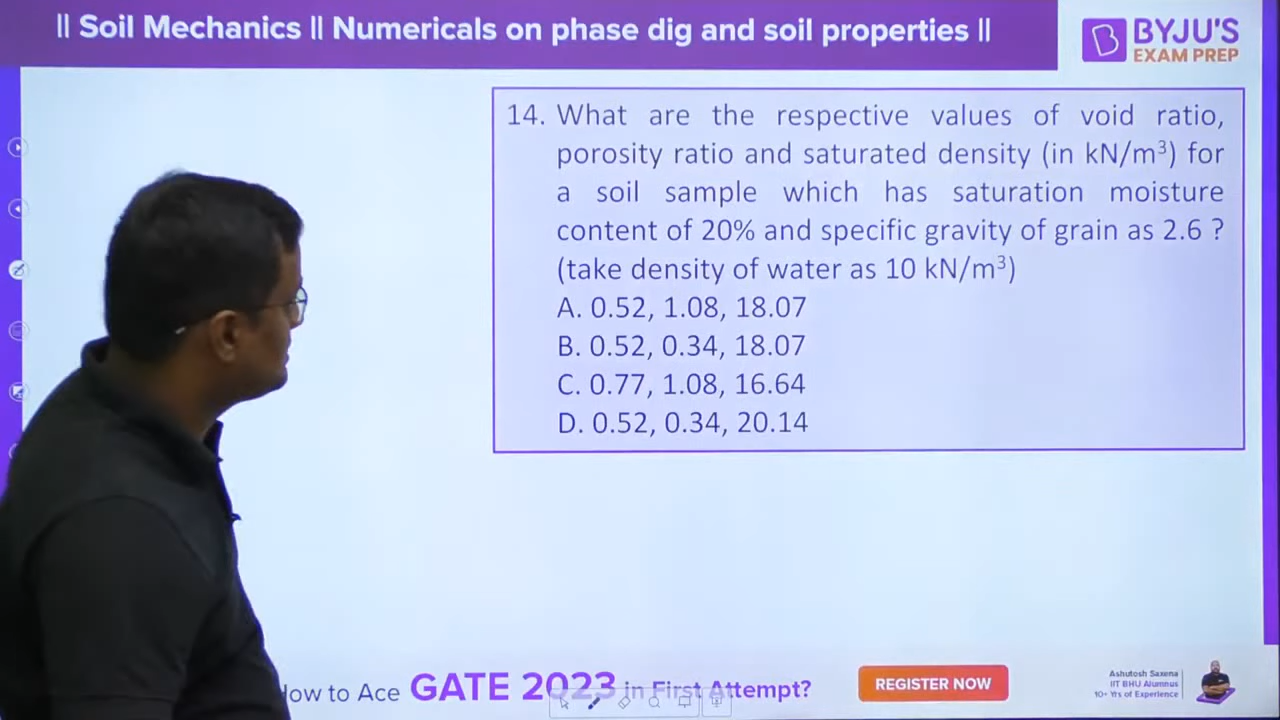 || Soil Mechanics || Numericals on phase dig and soil properties ||
BYJU'S
EXAM PREP
14. What are the respective values of void ratio,
porosity ratio and saturated density (in kN/m³) for
a soil sample which has saturation moisture
content of 20% and specific gravity of grain as 2.6 ?
(take density of water as 10 kN/m³)
A. 0.52, 1.08, 18.07
B. 0.52, 0.34, 18.07
C. 0.77, 1.08, 16.64
D. 0.52, 0.34, 20.14
to Ace GATE 2023 in First Attempt?
REGISTER NOW
Ashutosh Saxena
IIT BHU Alumnus
10+ Yrs of Experience